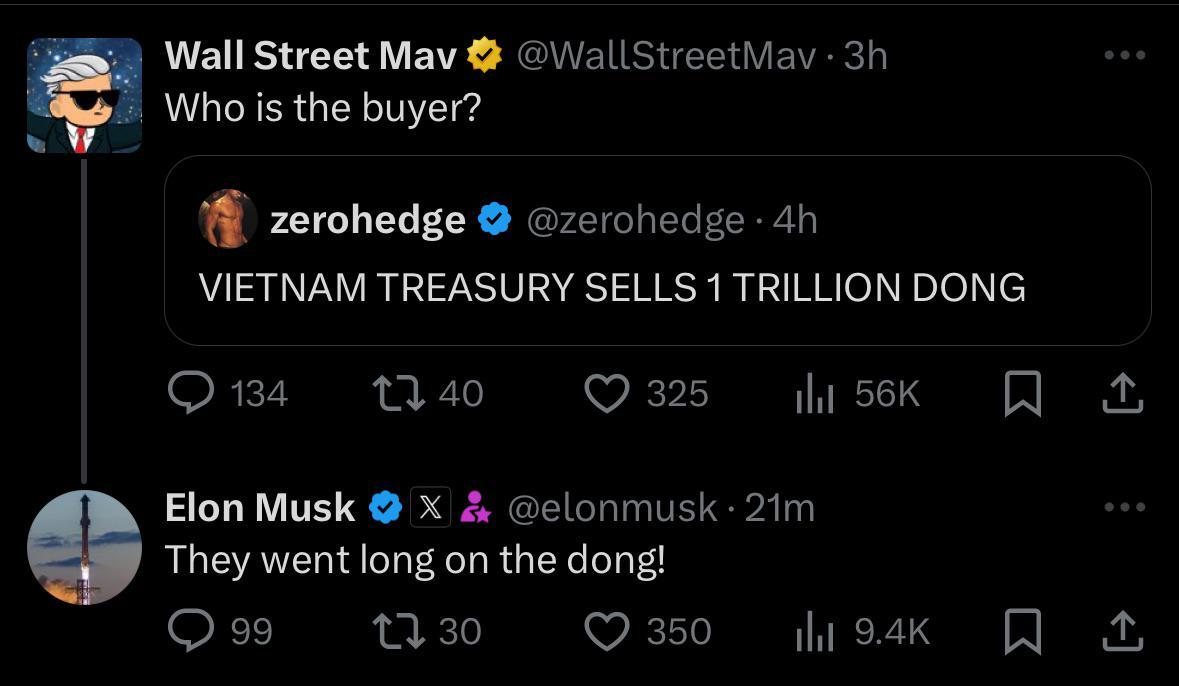 Wall Street Mav @WallStreetMav · 3h
Who is the buyer?
zerohedge @zerohedge · 4h
VIETNAM TREASURY SELLS 1 TRILLION DONG
134 40 325 56K
Elon Musk X @elonmusk · 21m
They went long on the dong!
99 30 350 9.4K